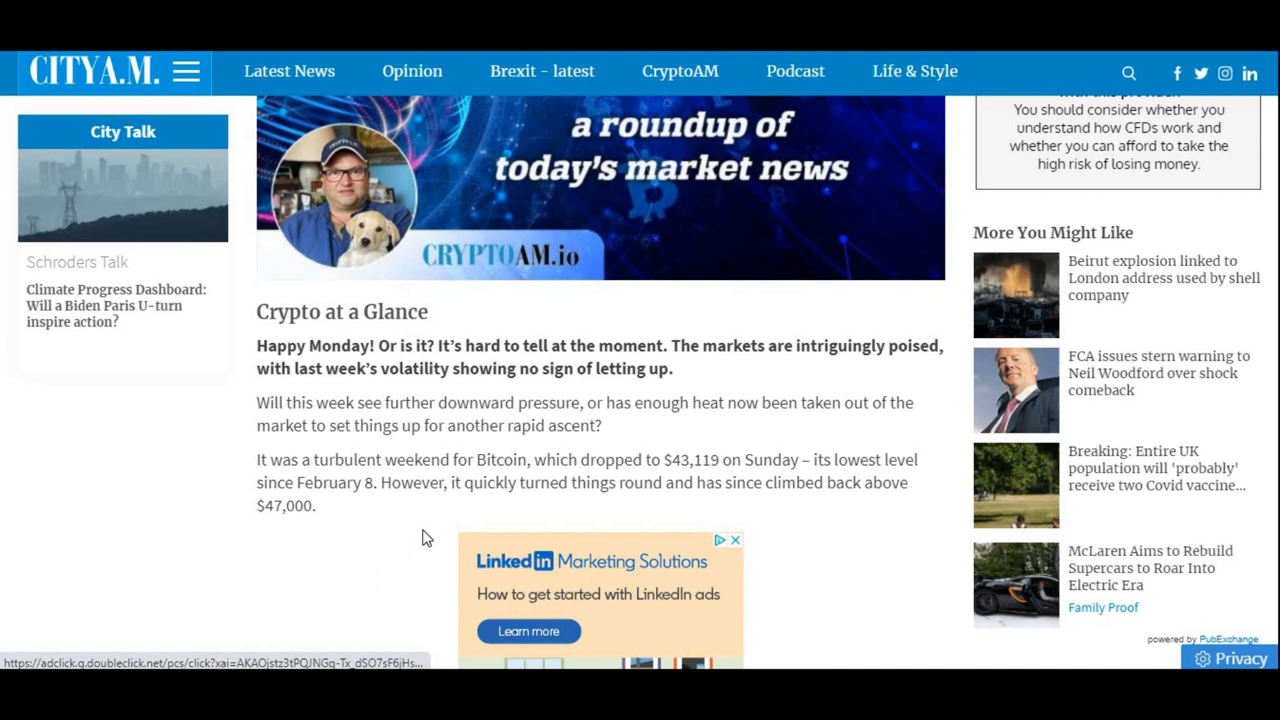 CITYA.M.
Latest News
Opinion
Brexit - latest
CryptoAM
Podcast
Life & Style
City Talk
Schroders Talk
Climate Progress Dashboard:
Will a Biden Paris U-turn
inspire action?
a roundup of
today's market news
CRYPTOAM.io
Crypto at a Glance
Happy Monday! Or is it? It's hard to tell at the moment. The markets are intriguingly poised,
with last week's volatility showing no sign of letting up.
Will this week see further downward pressure, or has enough heat now been taken out of the
market to set things up for another rapid ascent?
It was a turbulent weekend for Bitcoin, which dropped to $43,119 on Sunday – its lowest level
since February 8. However, it quickly turned things round and has since climbed back above
$47,000.
LinkedIn Marketing Solutions
How to get started with LinkedIn ads
Learn more
with this provider.
You should consider whether you
understand how CFDs work and
whether you can afford to take the
high risk of losing money.
More You Might Like
Beirut explosion linked to
London address used by shell
company
FCA issues stern warning to
Neil Woodford over shock
comeback
Breaking: Entire UK
population will 'probably'
receive two Covid vaccine...
McLaren Aims to Rebuild
Supercars to Roar Into
Electric Era
Family Proof
powered by PubExchange
Privacy